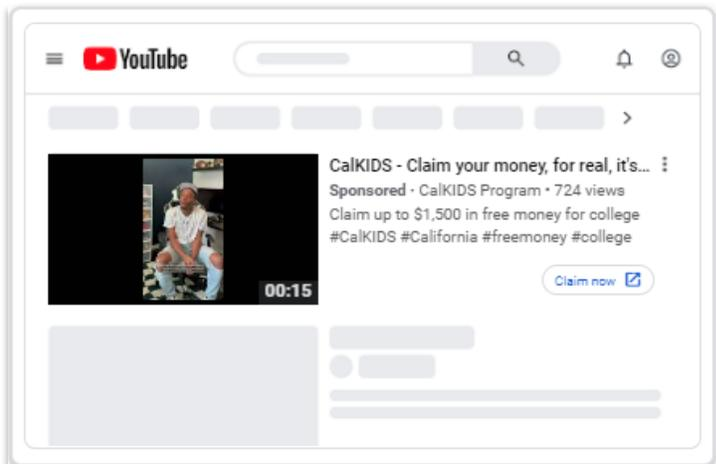 YouTube
CalKIDS - Claim your money, for real, it's...
Sponsored · CalKIDS Program • 724 views
Claim up to $1,500 in free money for college
#CalKIDS #California #freemoney #college
00:15
Claim now